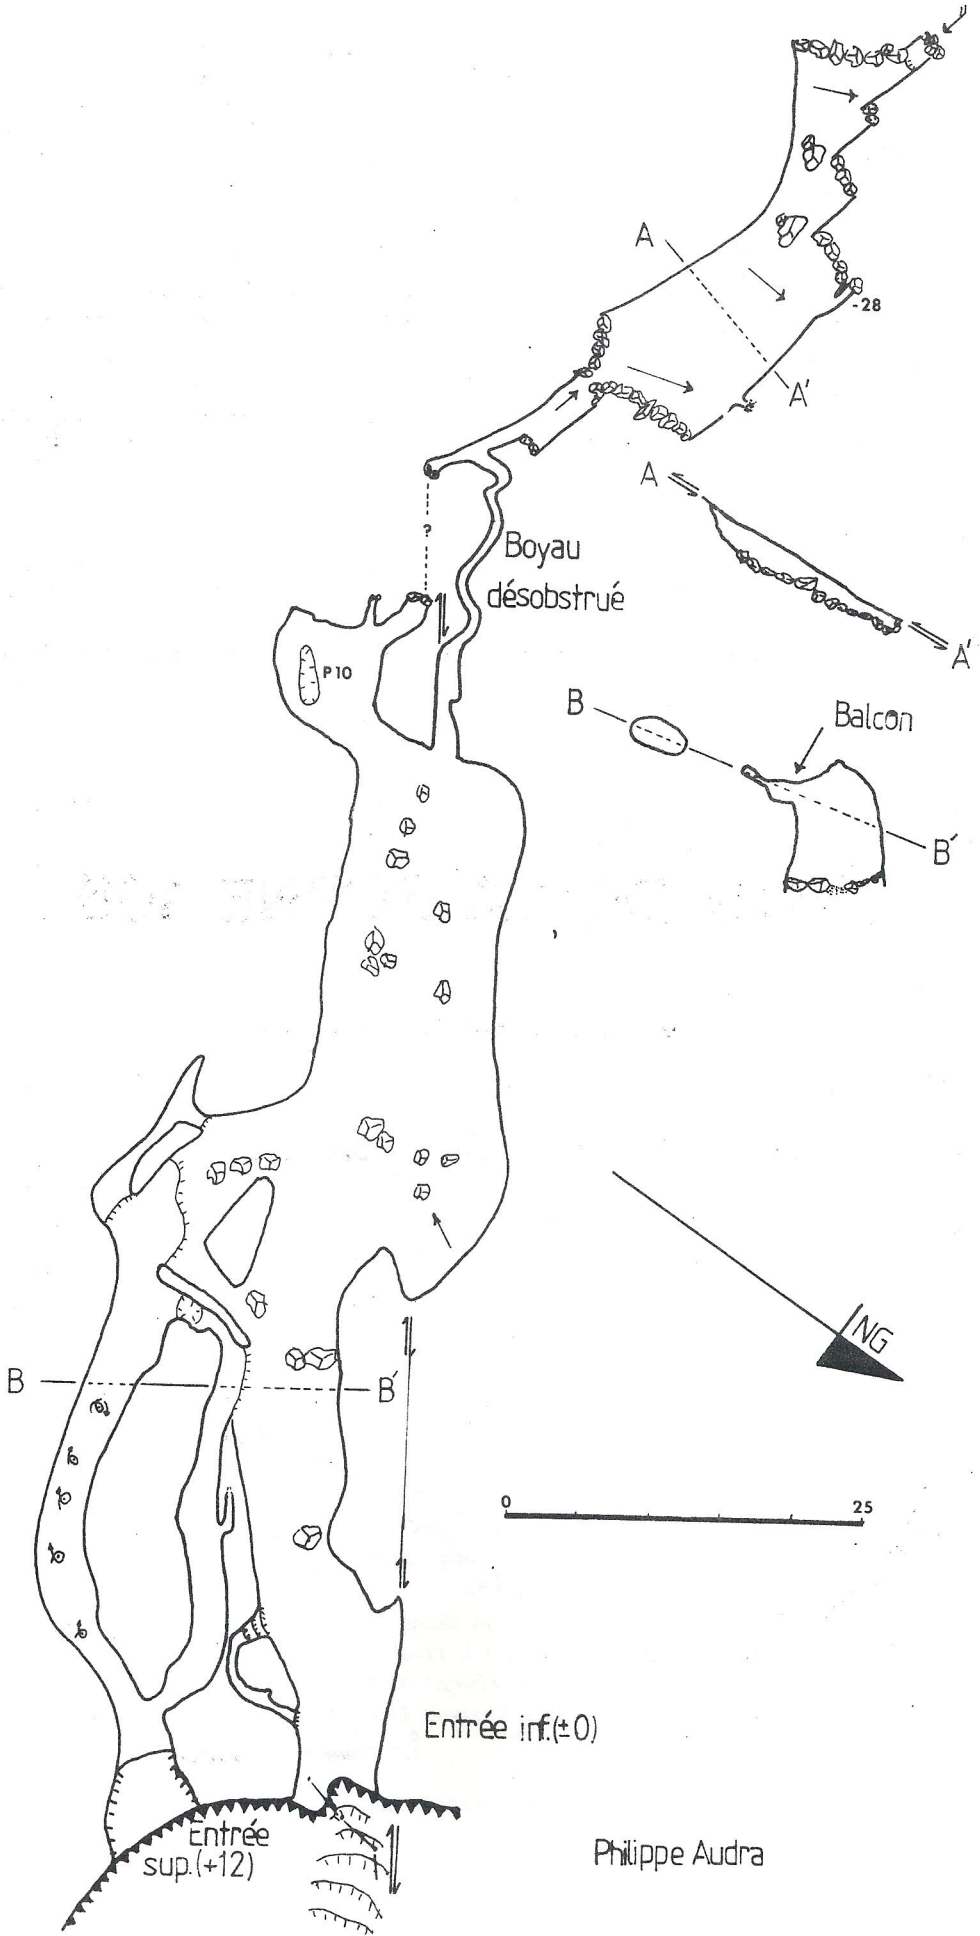 A
-28
A'
A
?
Boyau
désobstrué
A'
P10
B
Balcon
B'
NG
B
B'
0
25
Entrée inf.(±0)
Entrée
sup.(+12)
Philippe Audra